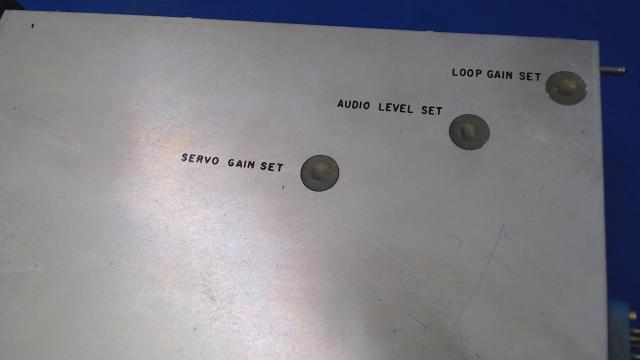 LOOP GAIN SET
AUDIO LEVEL SET
SERVO GAIN SET